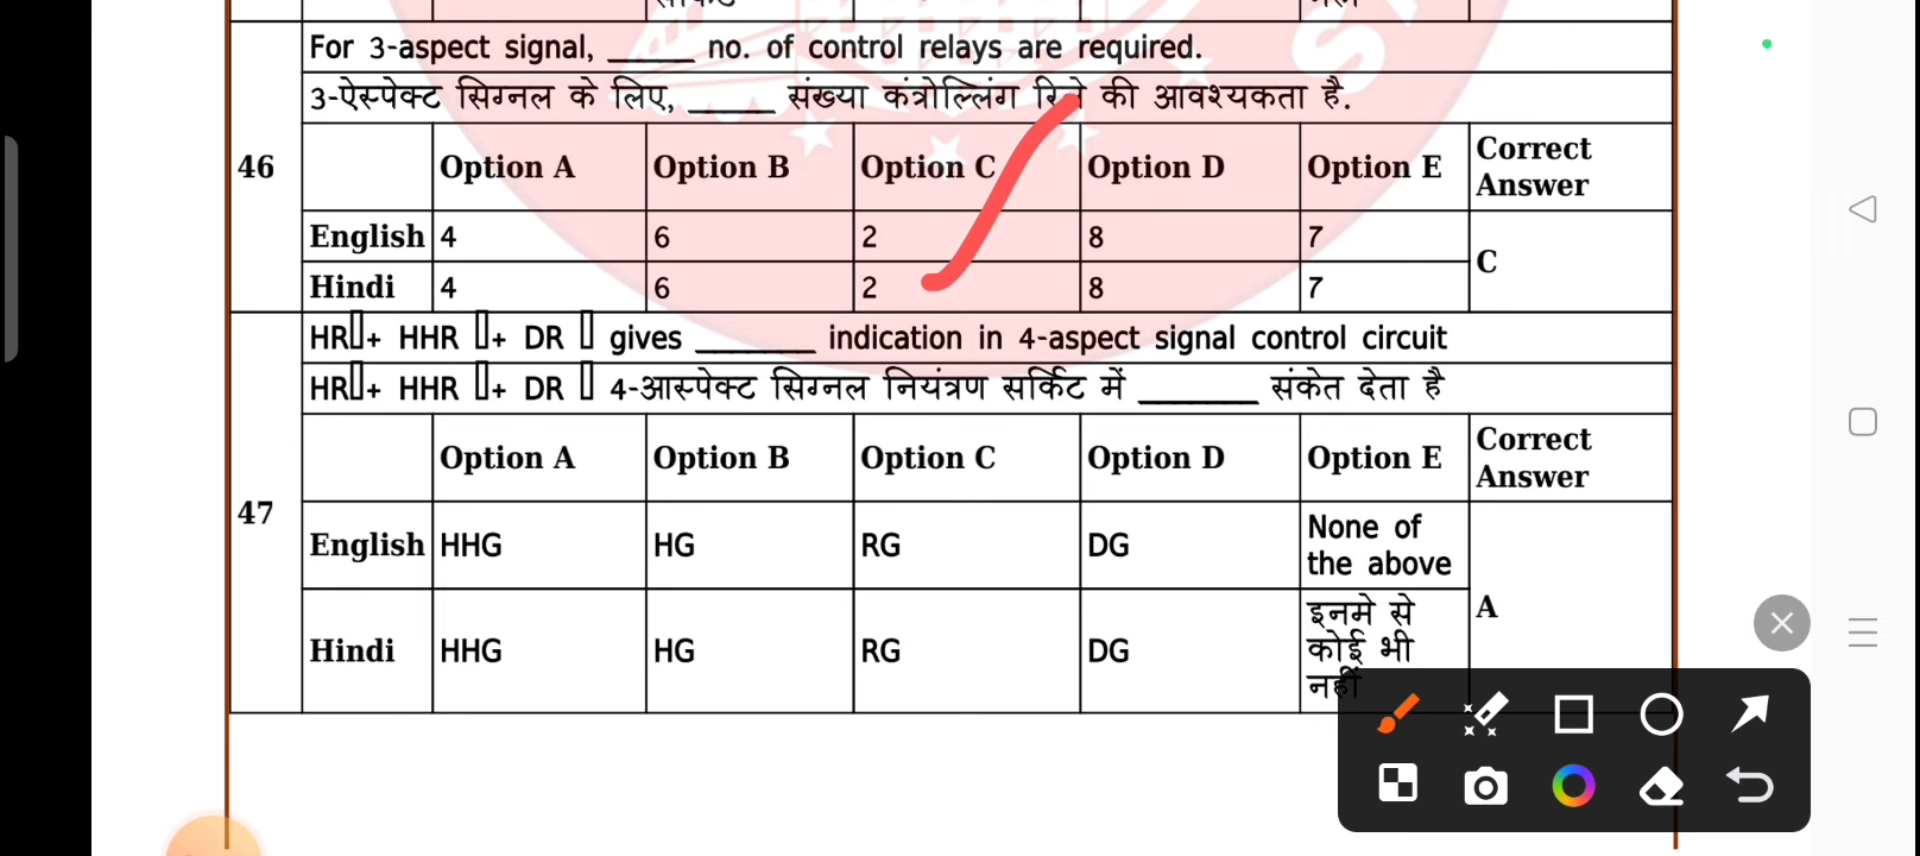 For 3-aspect signal, ______ no. of control relays are required.
3-ऐस्पेक्ट सिग्नल के लिए, ______ संख्या कंत्रोल्लिंग रिले की आवश्यकता है.
46
Option A Option B Option C Option D Option E Correct Answer
English 4 6 2 8 7
C
Hindi 4 6 2 8 7
HR▯+ HHR ▯+ DR ▯ gives ________ indication in 4-aspect signal control circuit
HR▯+ HHR ▯+ DR ▯ 4-आस्पेक्ट सिग्नल नियंत्रण सर्किट में ________ संकेत देता है
47
Option A Option B Option C Option D Option E Correct Answer
English HHG HG RG DG None of the above
A
Hindi HHG HG RG DG इनमे से कोई भी नहीं